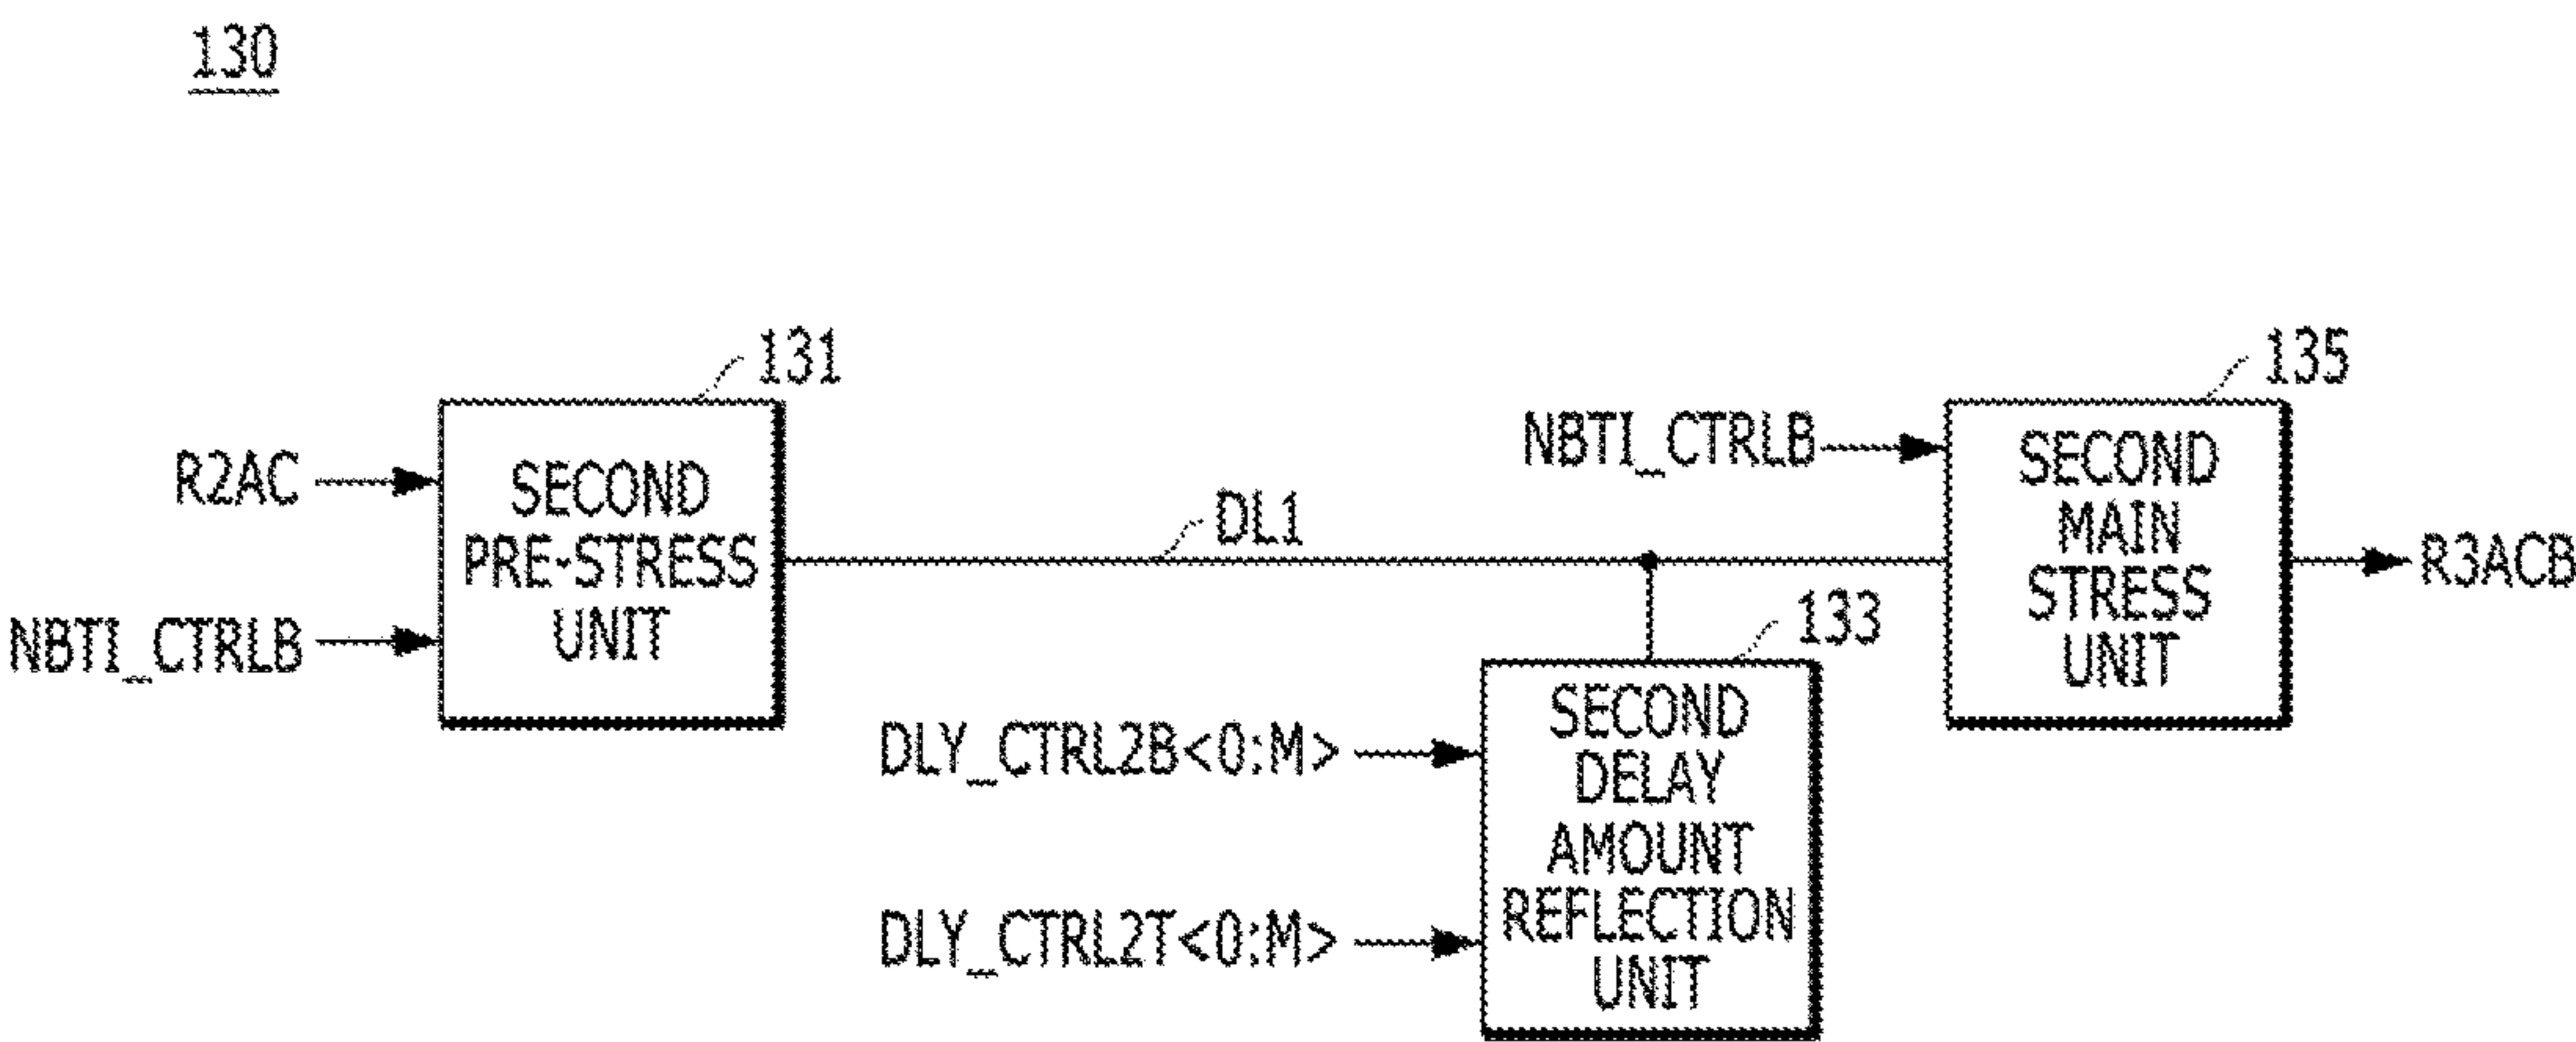 130
131
R2AC
SECOND
PRE-STRESS
UNIT
NBTI_CTRLB
DL1
NBTI_CTRLB
135
SECOND
MAIN
STRESS
UNIT
R3ACB
133
DLY_CTRL2B<0:M>
DLY_CTRL2T<0:M>
SECOND
DELAY
AMOUNT
REFLECTION
UNIT